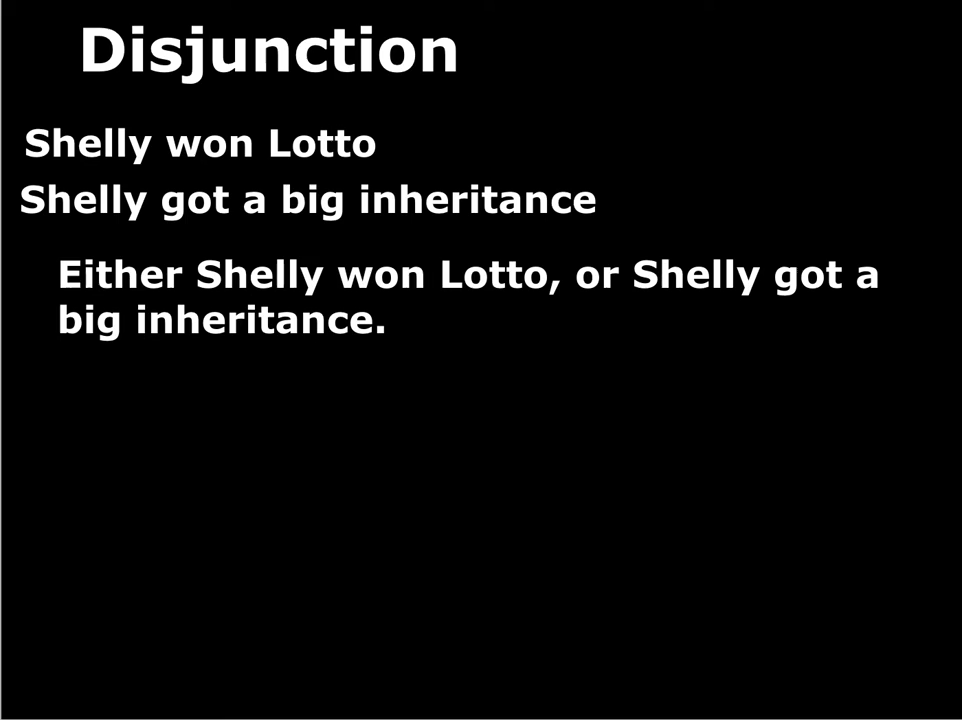 Disjunction
Shelly won Lotto
Shelly got a big inheritance
Either Shelly won Lotto, or Shelly got a
big inheritance.